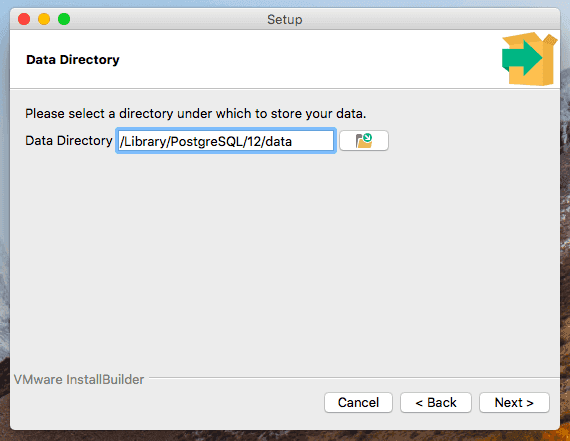 Setup
Data Directory
Please select a directory under which to store your data.
Data Directory /Library/PostgreSQL/12/data
VMware InstallBuilder
Cancel < Back Next >